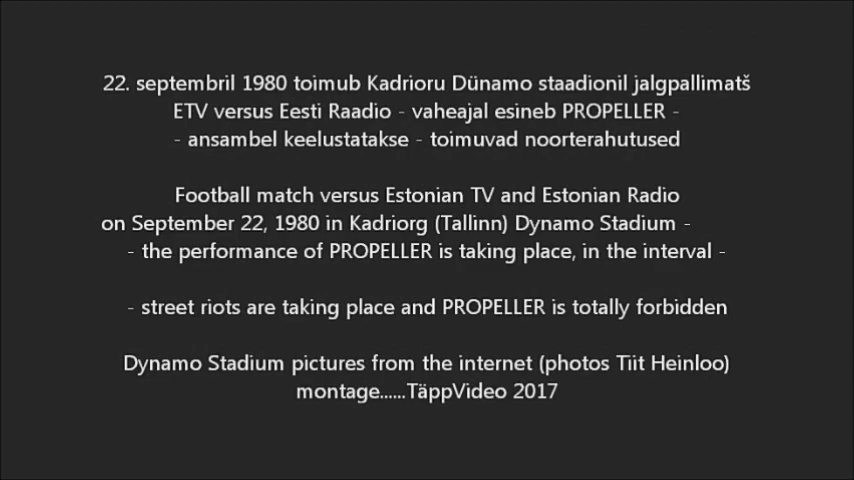 22. septembril 1980 toimub Kadrioru Dünamo staadionil jalgpallimatš
ETV versus Eesti Raadio - vaheajal esineb PROPELLER -
- ansambel keelustatakse - toimuvad noorterahutused
Football match versus Estonian TV and Estonian Radio
on September 22, 1980 in Kadriorg (Tallinn) Dynamo Stadium -
- the performance of PROPELLER is taking place, in the interval -
- street riots are taking place and PROPELLER is totally forbidden
Dynamo Stadium pictures from the internet (photos Tiit Heinloo)
montage......TäppVideo 2017